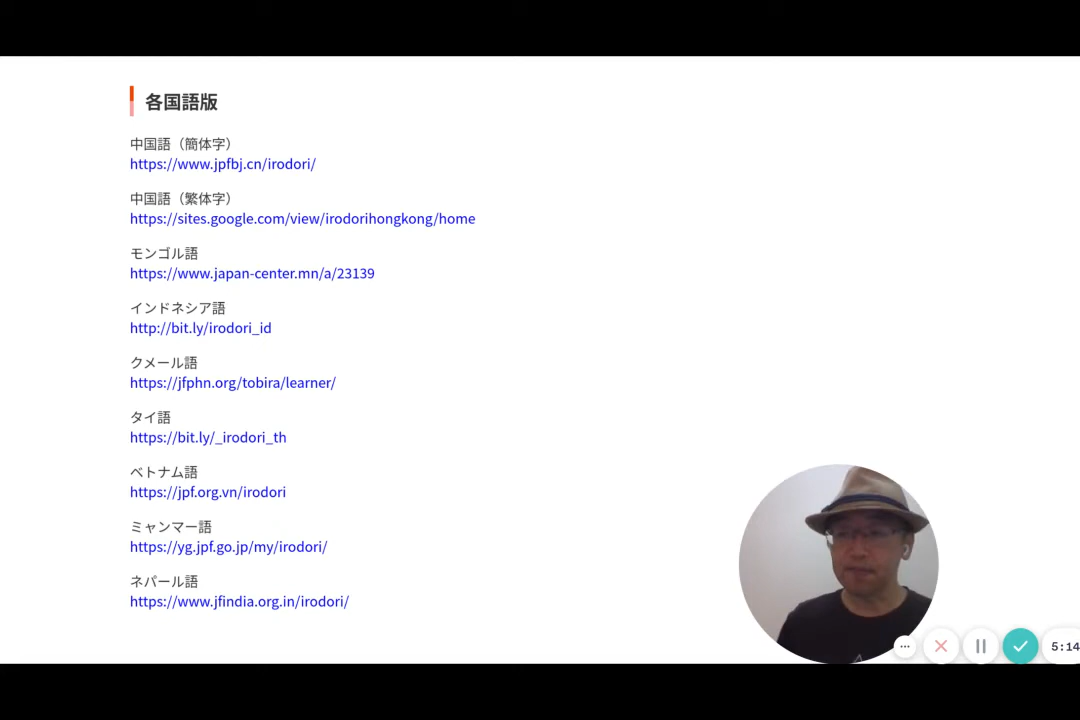 各国語版
中国語（簡体字）
https://www.jpfbj.cn/irodori/
中国語（繁体字）
https://sites.google.com/view/irodorihongkong/home
モンゴル語
https://www.japan-center.mn/a/23139
インドネシア語
http://bit.ly/irodori_id
クメール語
https://jfphn.org/tobira/learner/
タイ語
https://bit.ly/_irodori_th
ベトナム語
https://jpf.org.vn/irodori
ミャンマー語
https://yg.jpf.go.jp/my/irodori/
ネパール語
https://www.jfindia.org.in/irodori/
5:14